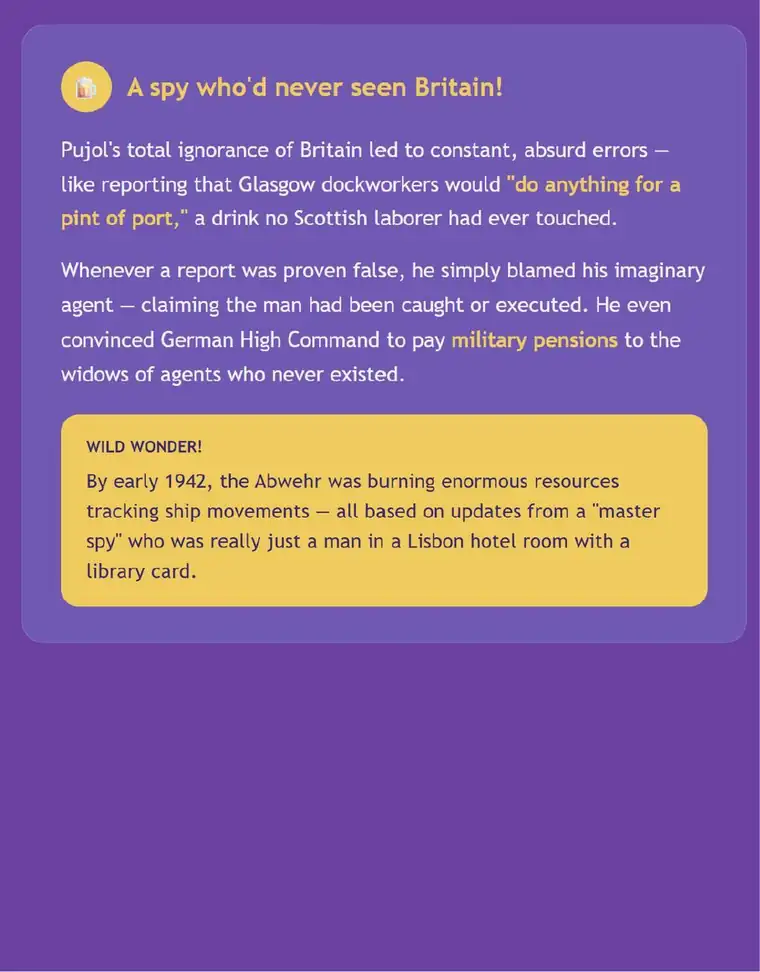 A spy who'd never seen Britain!
Pujol's total ignorance of Britain led to constant, absurd errors —
like reporting that Glasgow dockworkers would "do anything for a
pint of port," a drink no Scottish laborer had ever touched.
Whenever a report was proven false, he simply blamed his imaginary
agent — claiming the man had been caught or executed. He even
convinced German High Command to pay military pensions to the
widows of agents who never existed.
WILD WONDER!
By early 1942, the Abwehr was burning enormous resources
tracking ship movements — all based on updates from a "master
spy" who was really just a man in a Lisbon hotel room with a
library card.